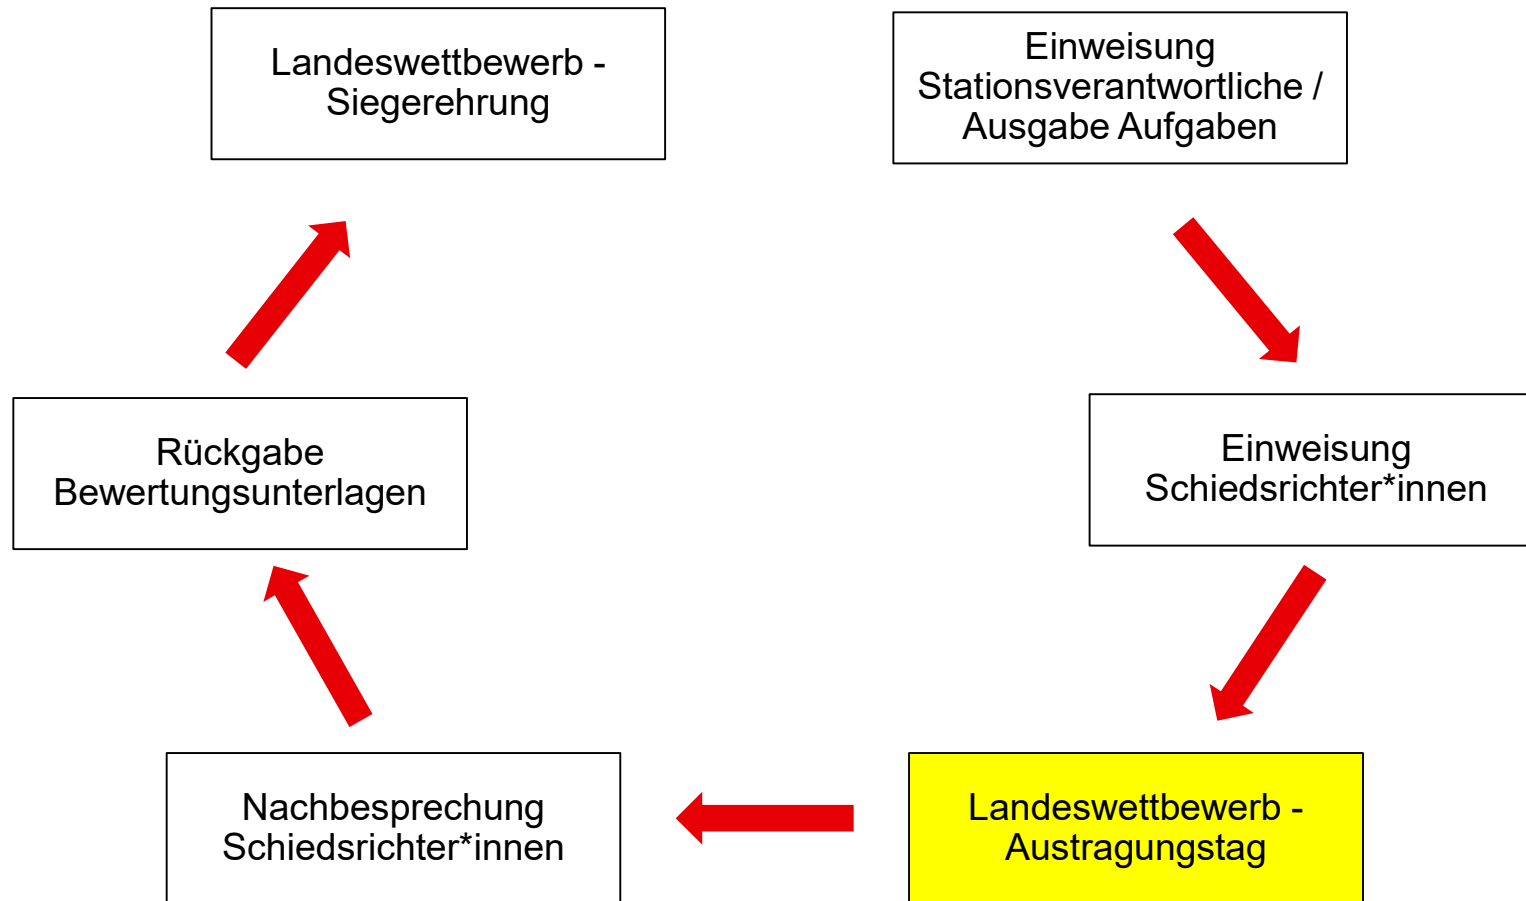 Landeswettbewerb -
Siegerehrung
Einweisung
Stationsverantwortliche /
Ausgabe Aufgaben
Rückgabe
Bewertungsunterlagen
Einweisung
Schiedsrichter*innen
Nachbesprechung
Schiedsrichter*innen
Landeswettbewerb -
Austragungstag